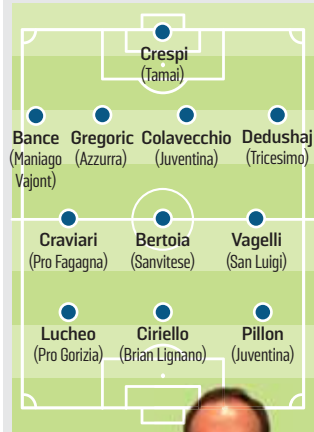 Crespi
(Tamai)
Bance Gregoric Colavecchio Dedushaj
(Maniago Vajont) (Azzurra) (Juventina) (Tricesimo)
Craviari Bertoia Vagelli
(Pro Fagagna) (Sanvitese) (San Luigi)
Lucheo Ciriello Pillon
(Pro Gorizia) (Brian Lignano) (Juventina)